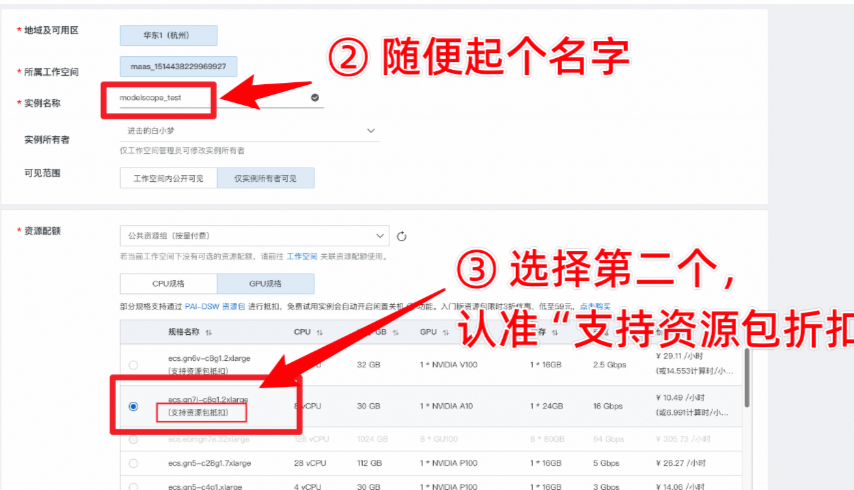 * 地域及可用区
华东1（杭州）
② 随便起个名字
* 所属工作空间
maas_1514438229969927
* 实例名称
modelscope_test
实例所有者
进击的白小梦
仅工作空间管理员可修改实例所有者
可见范围
工作空间内公开可见
仅实例所有者可见
* 资源配额
公共资源组（按量付费）
若当前工作空间下没有可选的资源配额。请前往 工作空间 关联资源配额使用。
③ 选择第二个，
CPU规格
GPU规格
部分规格支持通过 PAI-DSW 资源包 进行抵扣、免费试用实例会自动开启闲置关机 功能。入门版资源包限时3折优惠，低至59元，点击购买
认准“支持资源包折扣
规格名称 CPU GB GPU 存
ecs.gn6v-c8g1.2xlarge
(支持资源包抵扣)
32 GB 1 * NVIDIA V100 1 * 16GB 2.5 Gbps
¥ 29.11 /小时
(或14.553计算时/小...
ecs.gn7i-c8g1.2xlarge
(支持资源包抵扣)
8 vCPU 30 GB 1 * NVIDIA A10 1 * 24GB 16 Gbps
¥ 10.49 /小时
(或6.991计算时/小...
128 vCPU 1024 GB 8 * GU100 8 * 80GB 64 Gbps
ecs.gn5-c28g1.7xlarge 28 vCPU 112 GB 1 * NVIDIA P100 1 * 16GB 5 Gbps ¥ 26.27 /小时
ecs.gn5-c4g1.xlarge 4 vCPU 30 GB 1 * NVIDIA P100 1 * 16GB 3 Gbps ¥ 14.06 /小时